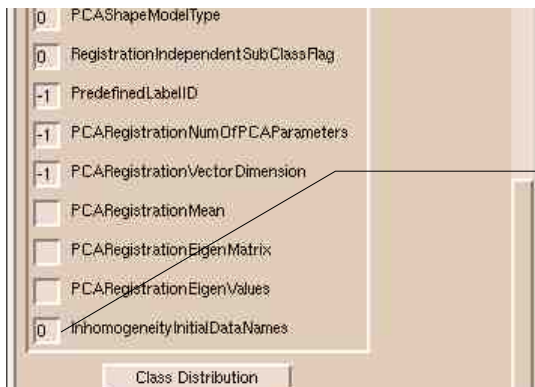 0 PCAShapeModelType
0 RegistrationIndependentSubClassFlag
-1 PredefinedLabelID
-1 PCARegistrationNumOfPCAParameters
-1 PCARegistrationVectorDimension
PCARegistrationMean
PCARegistrationEigenMatrix
PCARegistrationEigenValues
0 InhomogeneityInitialDataNames
Class Distribution